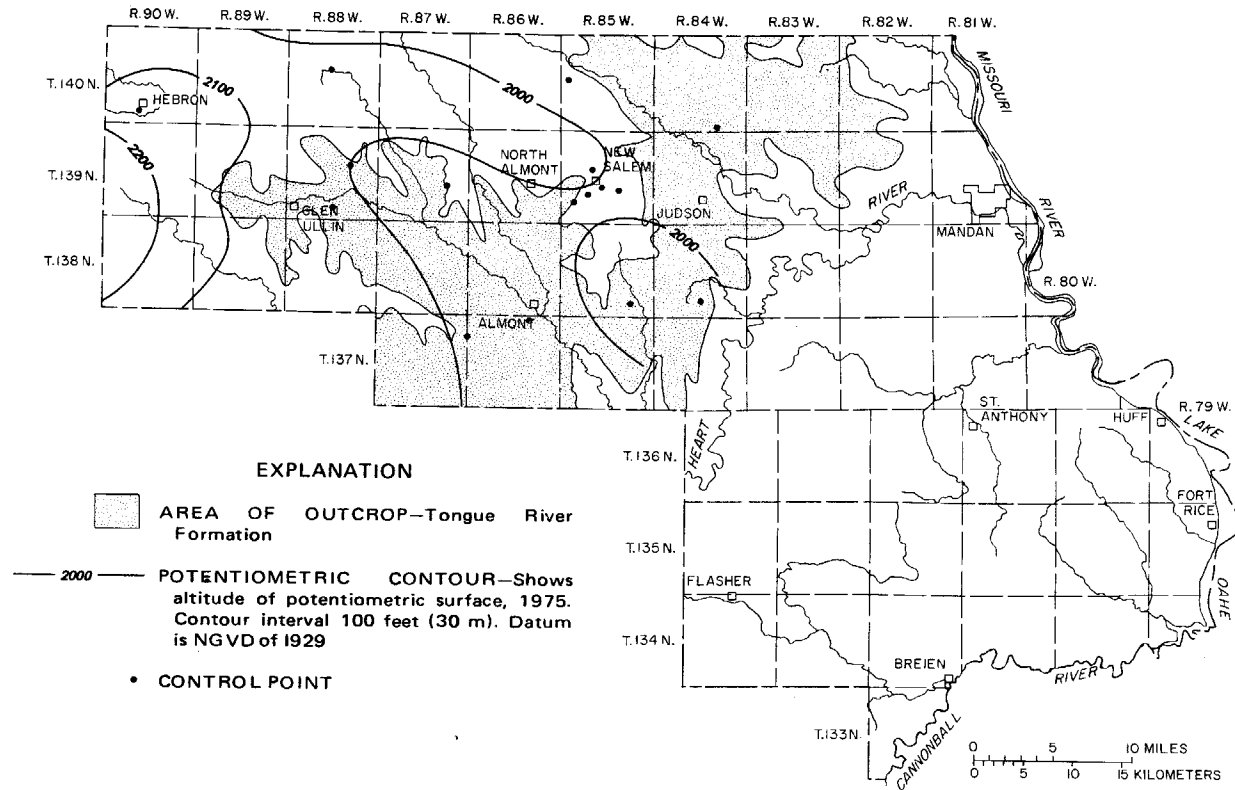 R.90 W. R.89 W. R.88 W. R.87 W. R.86 W. R.85 W. R.84 W. R.83 W. R.82 W. R.81 W.
MISSOURI
T.140 N.
2100
2000
HEBRON
2200
NORTH
ALMONT
NEW
SALEM
T.139 N.
RIVER
RIVER
GLEN
ULLIN
JUDSON
2000
MANDAN
T.138 N.
R. 80 W.
ALMONT
T.137 N.
ST.
ANTHONY
HUFF
R. 79 W.
LAKE
HEART
T.136 N.
EXPLANATION
AREA OF OUTCROP—Tongue River
Formation
FORT
RICE
T.135 N.
2000
POTENTIOMETRIC CONTOUR—Shows
altitude of potentiometric surface, 1975.
Contour interval 100 feet (30 m). Datum
is NGVD of 1929
FLASHER
OAHE
T.134 N.
CONTROL POINT
BREIEN
RIVER
T.133 N.
CANNONBALL
0 5 10 MILES
0 5 10 15 KILOMETERS